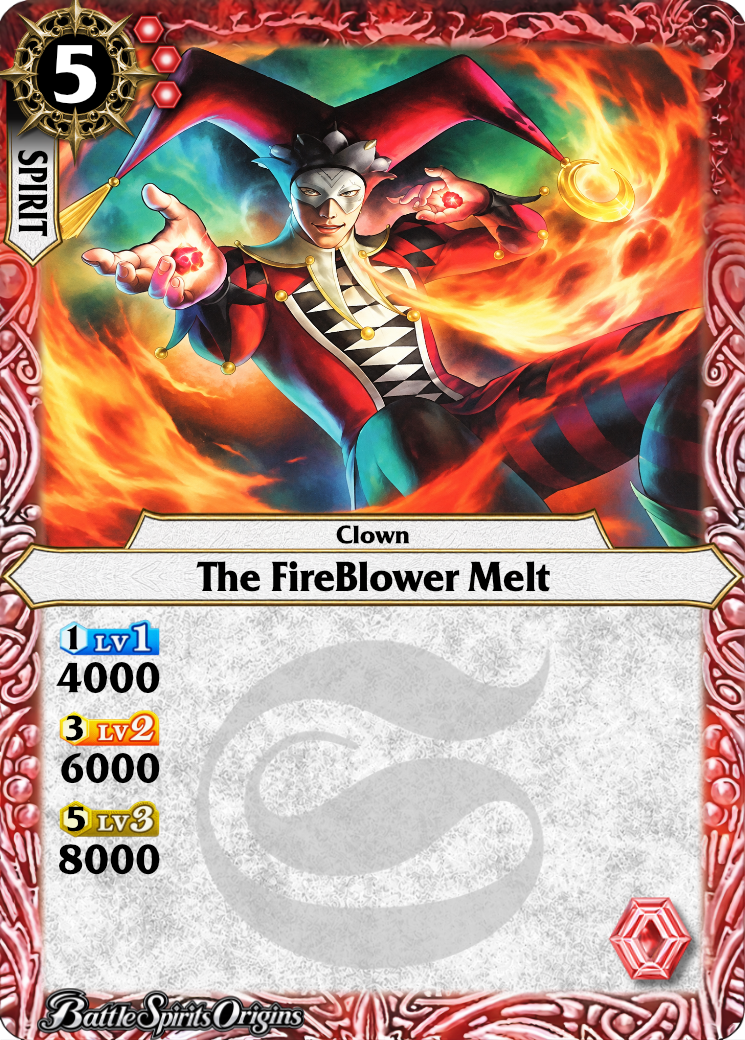 5
SPIRIT
Clown
The FireBlower Melt
1 LV1
4000
3 LV2
6000
5 LV3
8000
Battle Spirits Origins